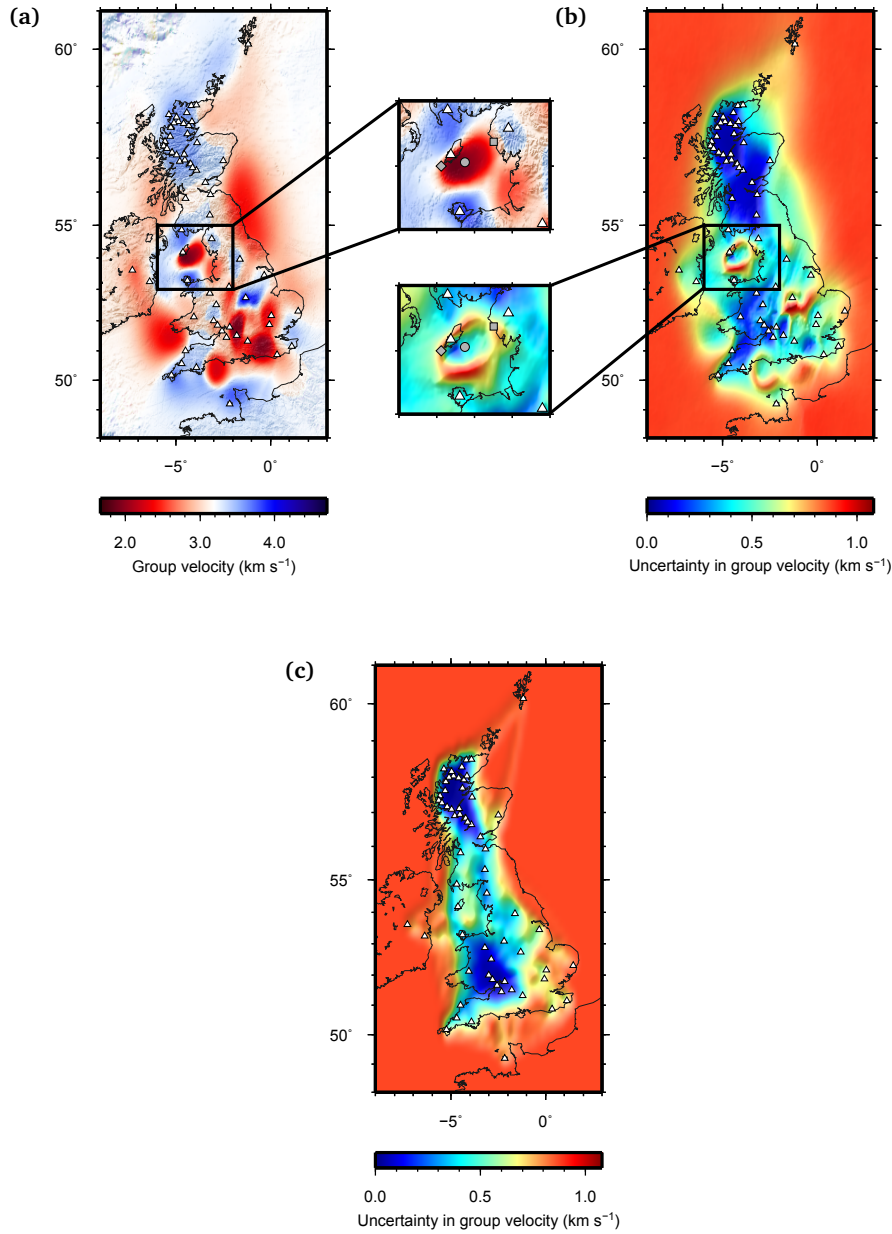 (a)
(b)
60˚
60˚
55˚
55˚
50˚
50˚
−5˚ 0˚
−5˚ 0˚
2.0 3.0 4.0
Group velocity (km s⁻¹)
0.0 0.5 1.0
Uncertainty in group velocity (km s⁻¹)
(c)
60˚
55˚
50˚
−5˚ 0˚
0.0 0.5 1.0
Uncertainty in group velocity (km s⁻¹)